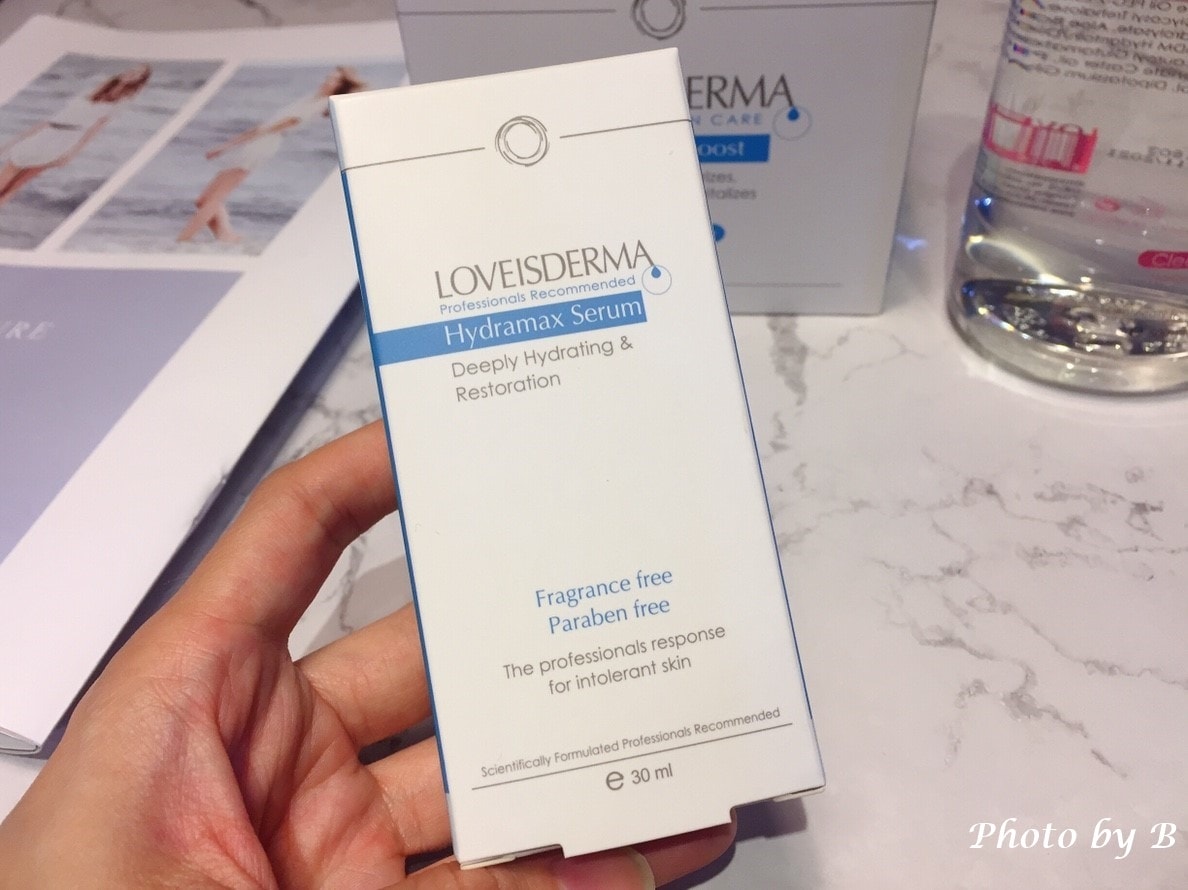 LOVEISDERMA
Professionals Recommended
Hydramax Serum
Deeply Hydrating &
Restoration
Fragrance free
Paraben free
The professionals response
for intolerant skin
Scientifically Formulated Professionals Recommended
e 30 ml
ERMA
N CARE
oost
Photo by B